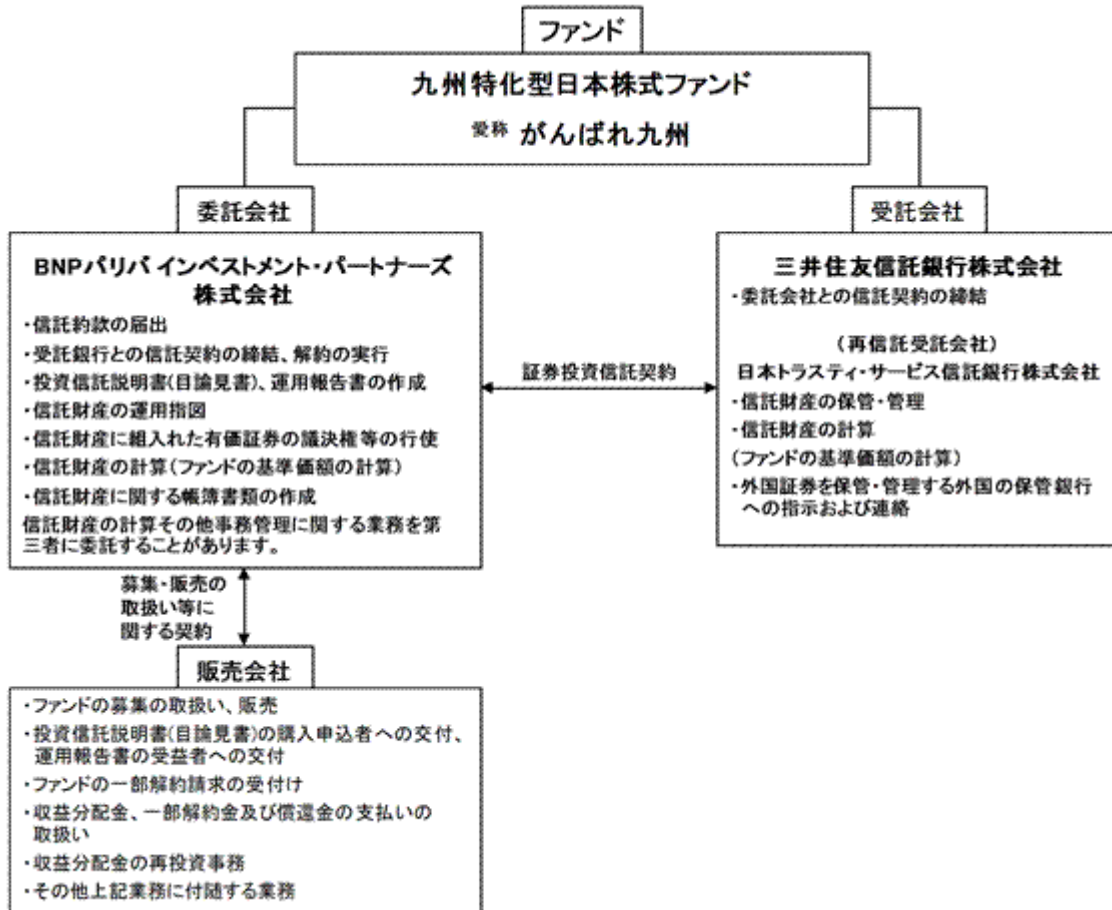 ファンド
九州特化型日本株式ファンド
愛称 がんばれ九州
委託会社
BNPパリバ インベストメント・パートナーズ
株式会社
・信託約款の届出
・受託銀行との信託契約の締結、解約の実行
・投資信託説明書(目論見書)、運用報告書の作成
・信託財産の運用指図
・信託財産に組入れた有価証券の議決権等の行使
・信託財産の計算(ファンドの基準価額の計算)
・信託財産に関する帳簿書類の作成
信託財産の計算その他事務管理に関する業務を第
三者に委託することがあります。
証券投資信託契約
受託会社
三井住友信託銀行株式会社
・委託会社との信託契約の締結
(再信託受託会社)
日本トラスティ・サービス信託銀行株式会社
・信託財産の保管・管理
・信託財産の計算
(ファンドの基準価額の計算)
・外国証券を保管・管理する外国の保管銀行
への指示および連絡
募集・販売の
取扱い等に
関する契約
販売会社
・ファンドの募集の取扱い、販売
・投資信託説明書(目論見書)の購入申込者への交付、
運用報告書の受益者への交付
・ファンドの一部解約請求の受付け
・収益分配金、一部解約金及び償還金の支払いの
取扱い
・収益分配金の再投資事務
・その他上記業務に付随する業務